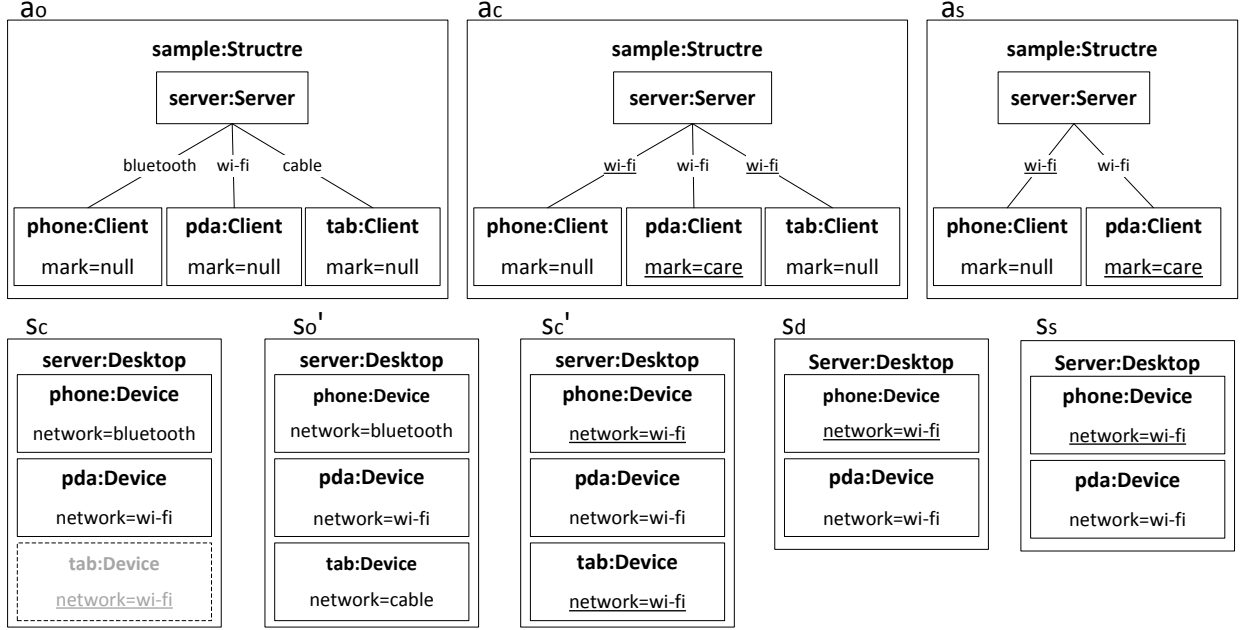 ao
sample:Structre
server:Server
bluetooth wi-fi cable
phone:Client pda:Client tab:Client
mark=null mark=null mark=null
ac
sample:Structre
server:Server
wi-fi wi-fi wi-fi
phone:Client pda:Client tab:Client
mark=null mark=care mark=null
as
sample:Structre
server:Server
wi-fi wi-fi
phone:Client pda:Client
mark=null mark=care
sc
server:Desktop
phone:Device
network=bluetooth
pda:Device
network=wi-fi
tab:Device
network=wi-fi
so'
server:Desktop
phone:Device
network=bluetooth
pda:Device
network=wi-fi
tab:Device
network=cable
sc'
server:Desktop
phone:Device
network=wi-fi
pda:Device
network=wi-fi
tab:Device
network=wi-fi
sd
Server:Desktop
phone:Device
network=wi-fi
pda:Device
network=wi-fi
ss
Server:Desktop
phone:Device
network=wi-fi
pda:Device
network=wi-fi